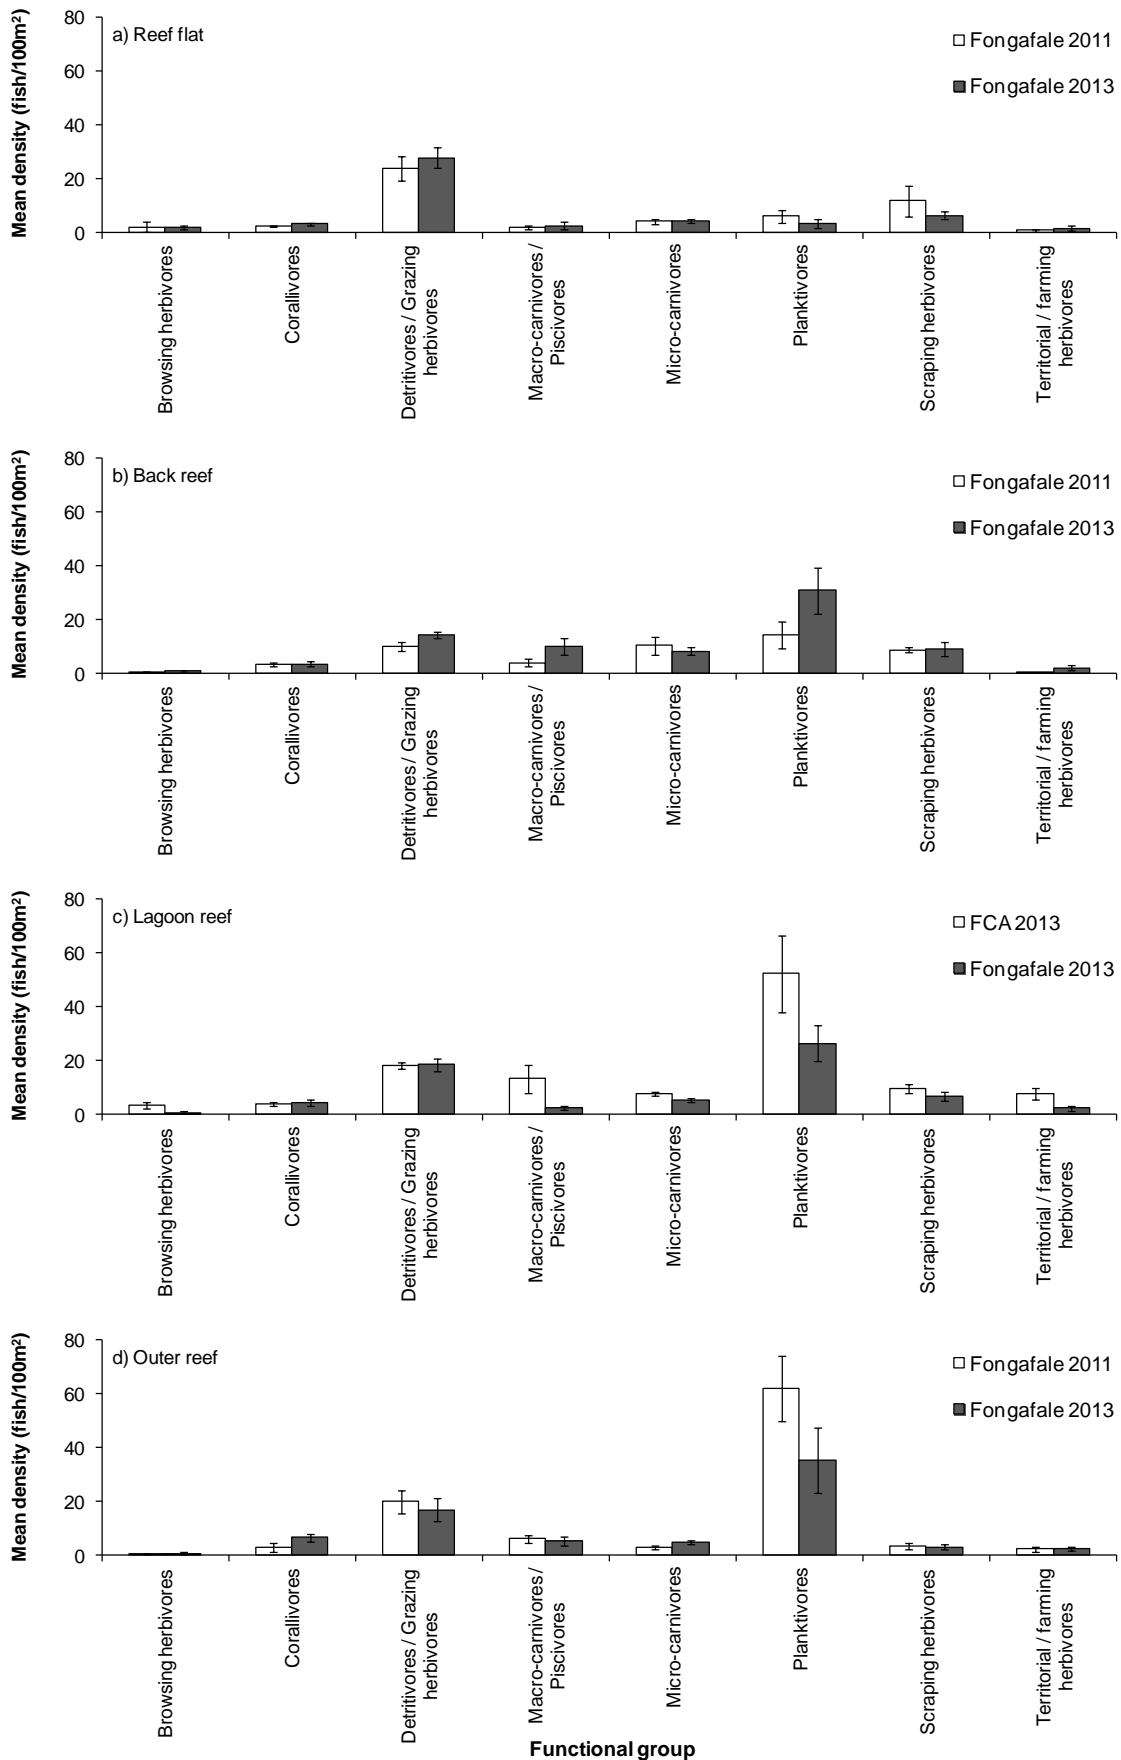 Mean density (fish/100m²)
80
60
40
20
0
a) Reef flat
Fongafale 2011
Fongafale 2013
Browsing herbivores
Corallivores
Detritivores / Grazing
herbivores
Macro-carnivores /
Piscivores
Micro-carnivores
Planktivores
Scraping herbivores
Territorial / farming
herbivores
Mean density (fish/100m²)
80
60
40
20
0
b) Back reef
Fongafale 2011
Fongafale 2013
Browsing herbivores
Corallivores
Detritivores / Grazing
herbivores
Macro-carnivores /
Piscivores
Micro-carnivores
Planktivores
Scraping herbivores
Territorial / farming
herbivores
Mean density (fish/100m²)
80
60
40
20
0
c) Lagoon reef
FCA 2013
Fongafale 2013
Browsing herbivores
Corallivores
Detritivores / Grazing
herbivores
Macro-carnivores /
Piscivores
Micro-carnivores
Planktivores
Scraping herbivores
Territorial / farming
herbivores
Mean density (fish/100m²)
80
60
40
20
0
d) Outer reef
Fongafale 2011
Fongafale 2013
Browsing herbivores
Corallivores
Detritivores / Grazing
herbivores
Macro-carnivores /
Piscivores
Micro-carnivores
Planktivores
Scraping herbivores
Territorial / farming
herbivores
Functional group